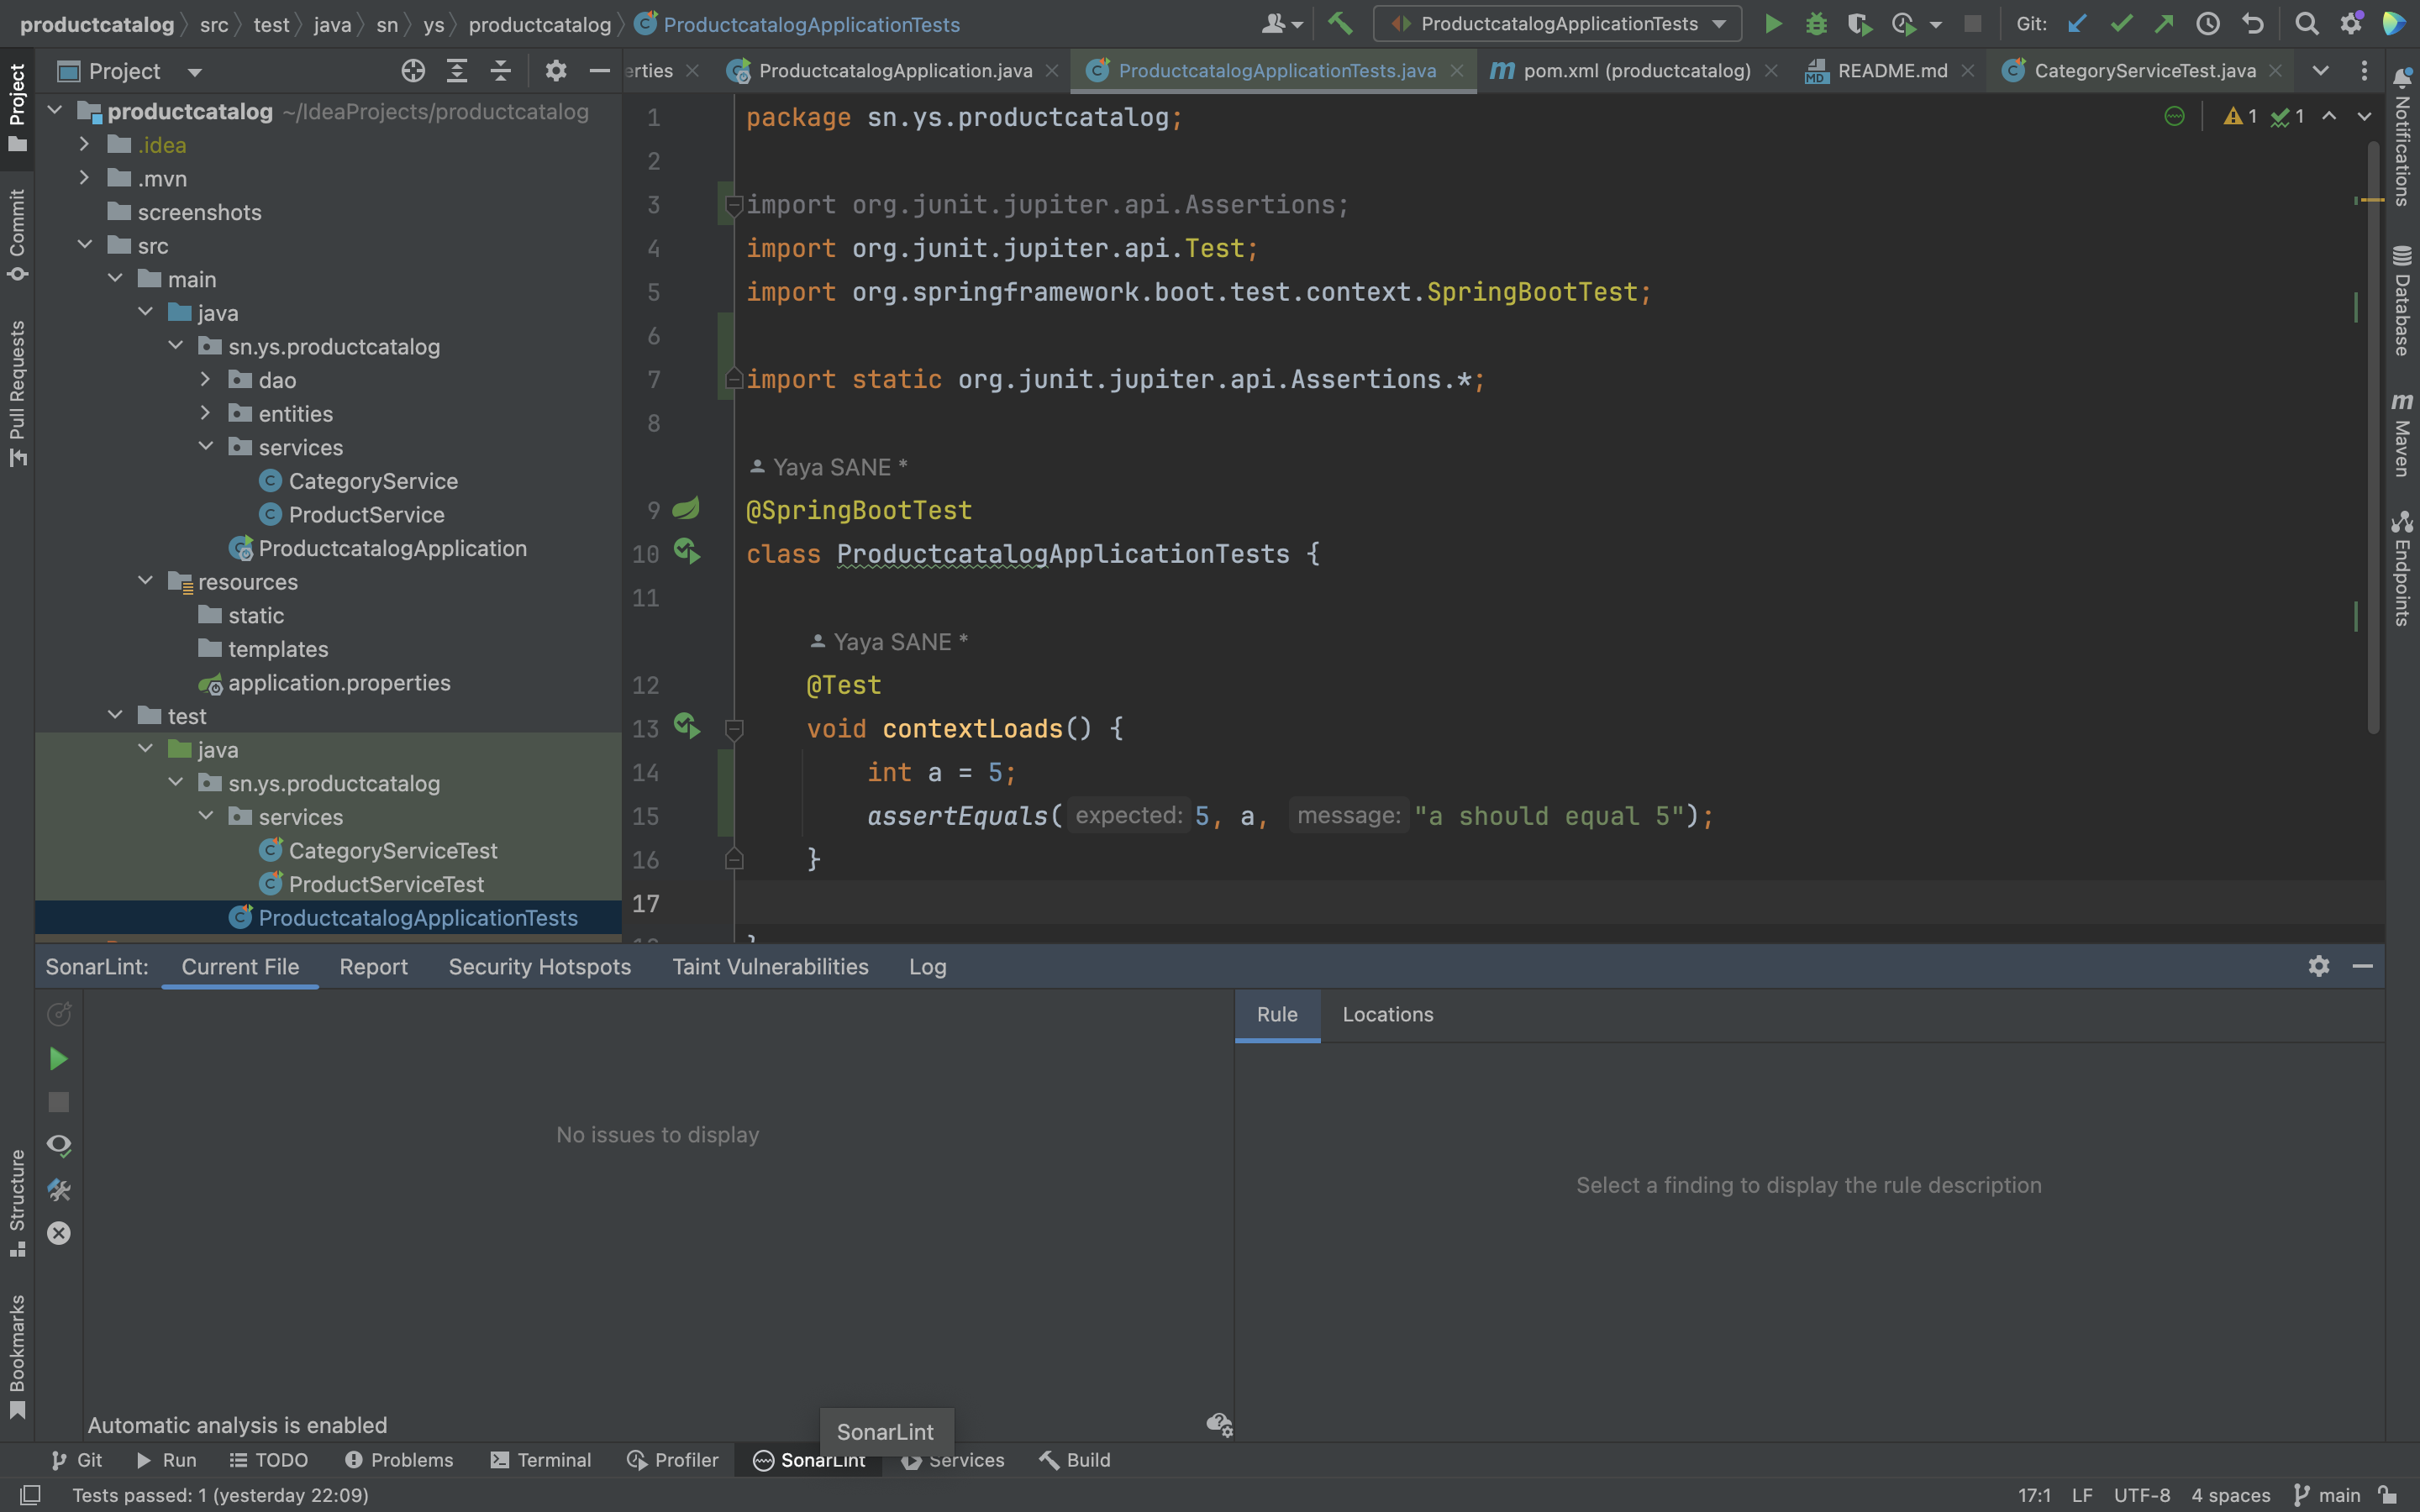 productcatalog src test java sn ys productcatalog ProductcatalogApplicationTests
ProductcatalogApplicationTests Git:
Project
erties ProductcatalogApplication.java ProductcatalogApplicationTests.java pom.xml (productcatalog) README.md CategoryServiceTest.java
Project
Commit
Pull Requests
Structure
Bookmarks
productcatalog ~/IdeaProjects/productcatalog
.idea
.mvn
screenshots
src
main
java
sn.ys.productcatalog
dao
entities
services
CategoryService
ProductService
ProductcatalogApplication
resources
static
templates
application.properties
test
java
sn.ys.productcatalog
services
CategoryServiceTest
ProductServiceTest
ProductcatalogApplicationTests
1 package sn.ys.productcatalog;
2
3 import org.junit.jupiter.api.Assertions;
4 import org.junit.jupiter.api.Test;
5 import org.springframework.boot.test.context.SpringBootTest;
6
7 import static org.junit.jupiter.api.Assertions.*;
8
Yaya SANE *
9 @SpringBootTest
10 class ProductcatalogApplicationTests {
11
Yaya SANE *
12 @Test
13 void contextLoads() {
14 int a = 5;
15 assertEquals( expected: 5, a, message: "a should equal 5");
16 }
17
1 1
Notifications
Database
m Maven
Endpoints
SonarLint: Current File Report Security Hotspots Taint Vulnerabilities Log
Rule Locations
No issues to display
Select a finding to display the rule description
Automatic analysis is enabled
SonarLint
Git Run TODO Problems Terminal Profiler SonarLint Services Build
Tests passed: 1 (yesterday 22:09) 17:1 LF UTF-8 4 spaces main